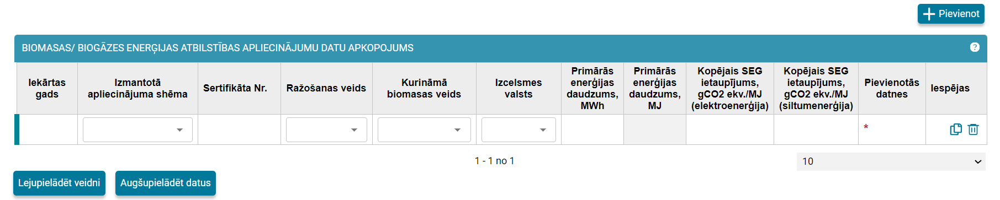 Pievienot
BIOMASAS/ BIOGĀZES ENERĢIJAS ATBILSTĪBAS APLIECINĀJUMU DATU APKOPOJUMS
?
Iekārtas
gads
Izmantotā
apliecinājuma shēma
Sertifikāta Nr.
Ražošanas veids
Kurināmā
biomasas veids
Izcelsmes
valsts
Primārās
enerģijas
daudzums,
MWh
Primārās
enerģijas
daudzums,
MJ
Kopējais SEG
ietaupījums,
gCO2 ekv./MJ
(elektroenerģija)
Kopējais SEG
ietaupījums,
gCO2 ekv./MJ
(siltumenerģija)
Pievienotās
datnes
Iespējas
*
1 - 1 no 1
10
Lejupielādēt veidni
Augšupielādēt datus